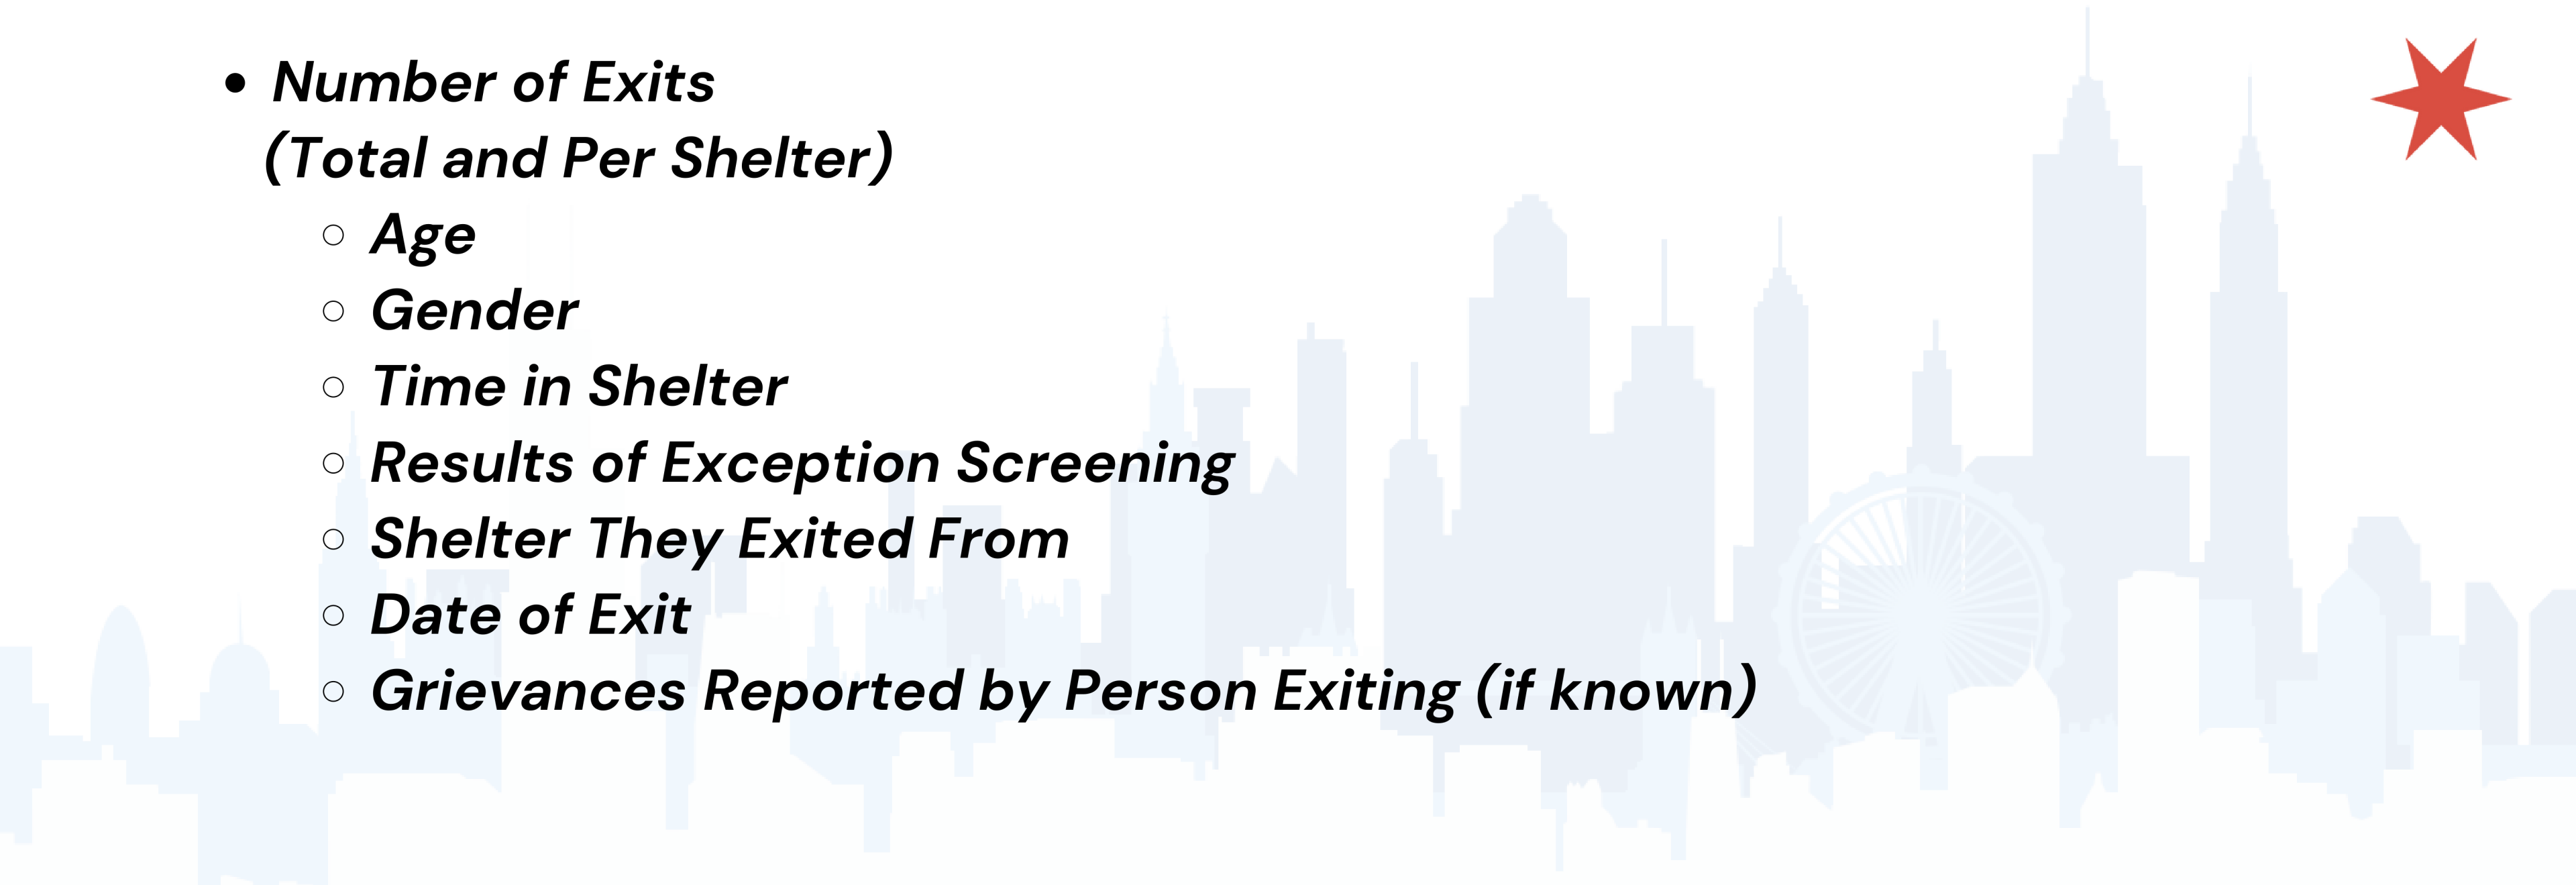 • Number of Exits
(Total and Per Shelter)
○ Age
○ Gender
○ Time in Shelter
○ Results of Exception Screening
○ Shelter They Exited From
○ Date of Exit
○ Grievances Reported by Person Exiting (if known)